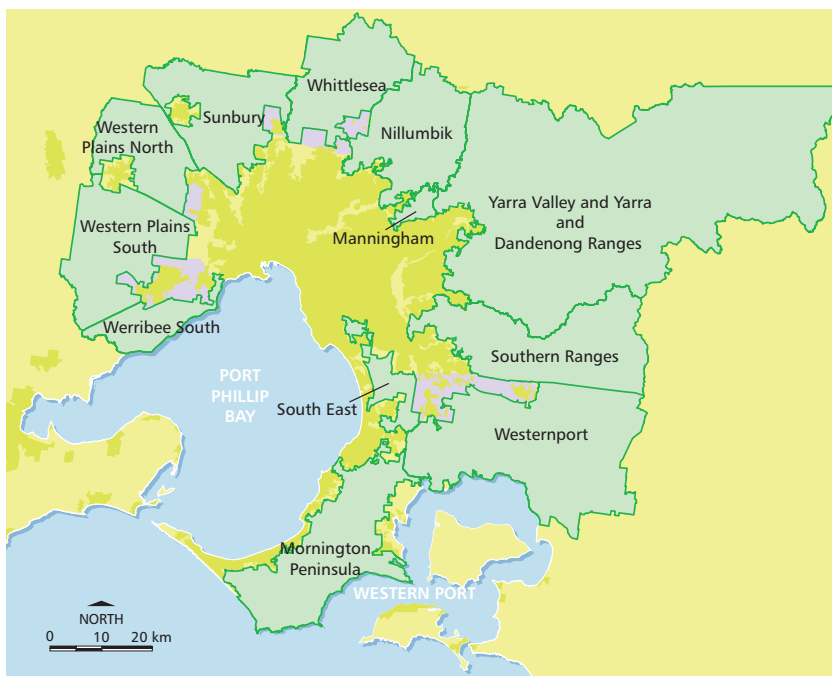 Whittlesea
Sunbury
Western
Plains North
Nillumbik
Yarra Valley and Yarra
and
Dandenong Ranges
Western Plains
South
Manningham
Werribee South
Southern Ranges
PORT
PHILLIP
BAY
South East
Westernport
Mornington
Peninsula
WESTERN PORT
NORTH
0 10 20 km